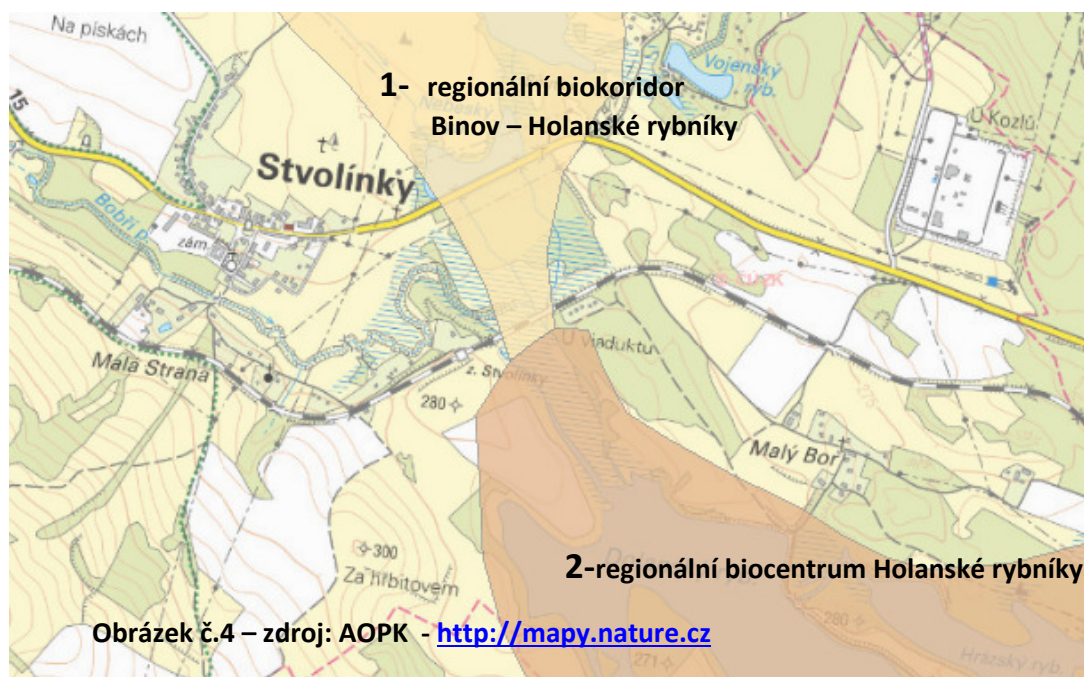 Na pískách
15
1- regionální biokoridor
Binov – Holanské rybníky
Vojenský
ryb.
U Kozlů
Stvolínky
Bobří p.
zám.
ČÚZK
U viaduktu
Malá Strana
z. Stvolínky
280
275
Malý Bor
300
Za hřbitovem
2-regionální biocentrum Holanské rybníky
280
Obrázek č.4 – zdroj: AOPK - http://mapy.nature.cz
271
Hrázský ryb.